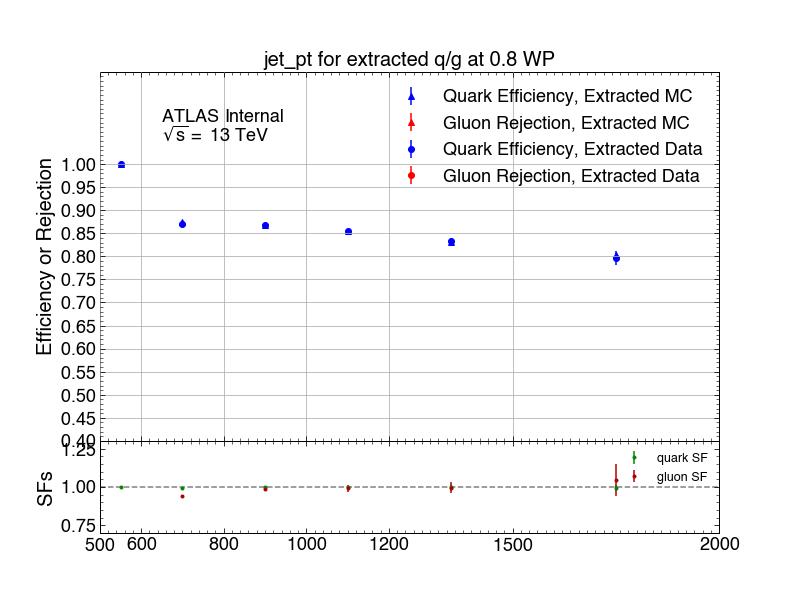 jet_pt for extracted q/g at 0.8 WP
ATLAS Internal
√s = 13 TeV
Quark Efficiency, Extracted MC
Gluon Rejection, Extracted MC
Quark Efficiency, Extracted Data
Gluon Rejection, Extracted Data
Efficiency or Rejection
1.00
0.95
0.90
0.85
0.80
0.75
0.70
0.65
0.60
0.55
0.50
0.45
0.40
SFs
1.25
1.00
0.75
quark SF
gluon SF
500 600 800 1000 1200 1500 2000